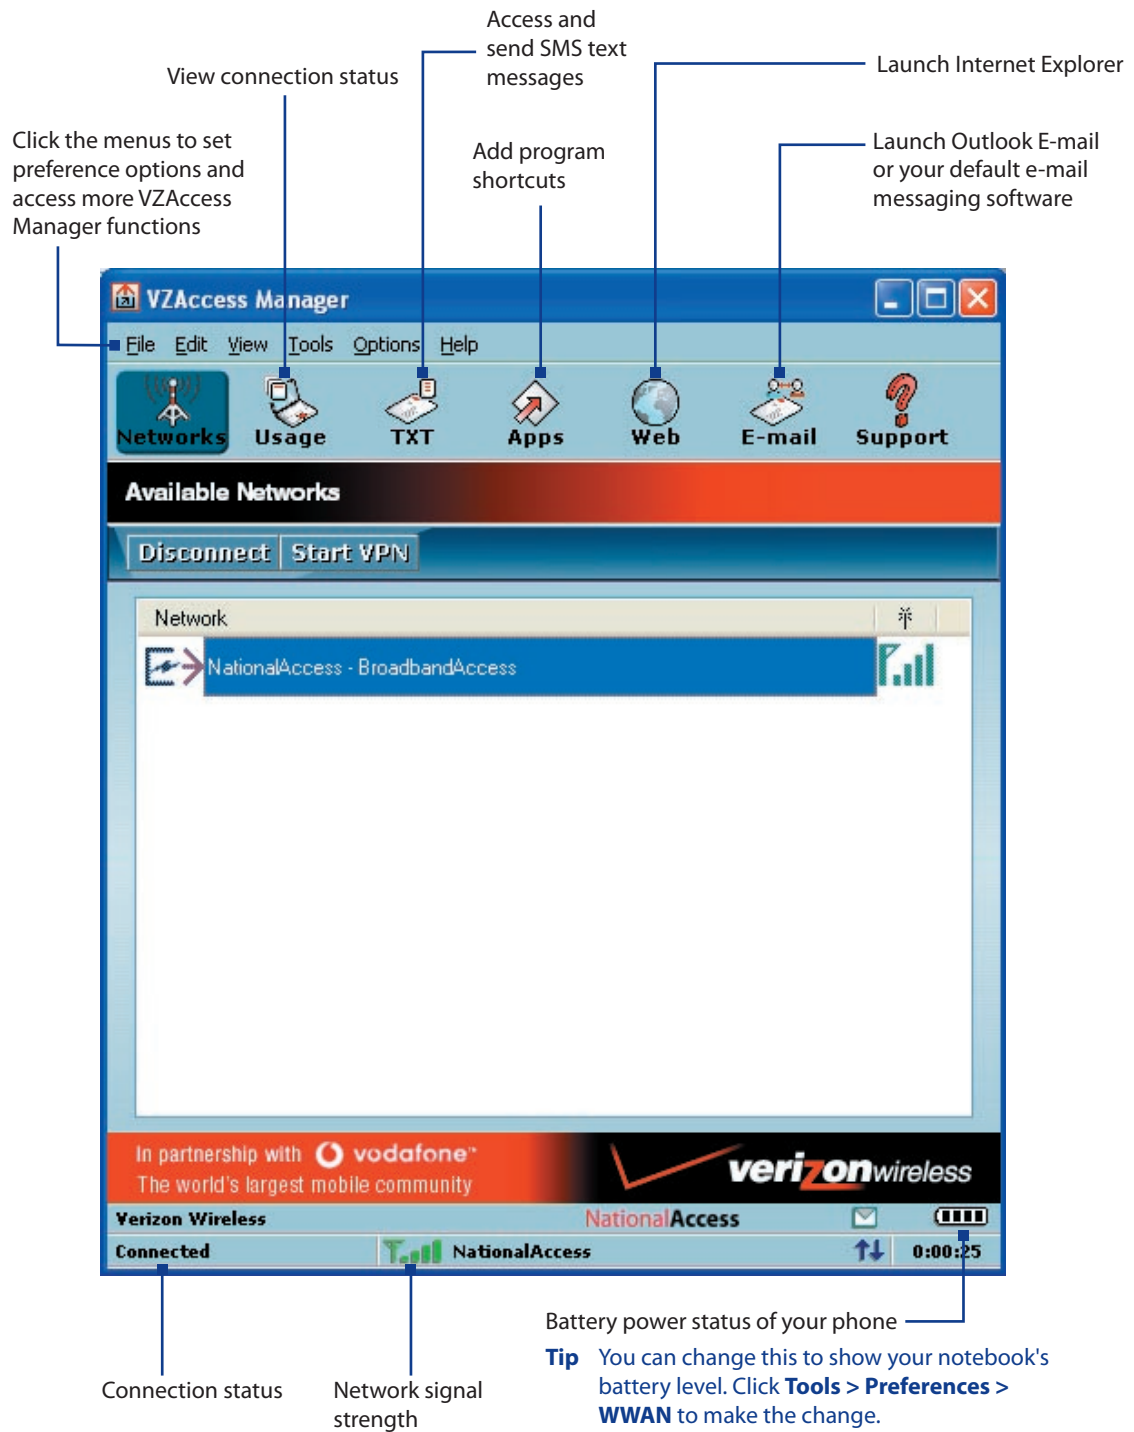 Access and
send SMS text
messages
View connection status
Launch Internet Explorer
Click the menus to set
preference options and
access more VZAccess
Manager functions
Add program
shortcuts
Launch Outlook E-mail
or your default e-mail
messaging software
VZAccess Manager
File Edit View Tools Options Help
Networks Usage TXT Apps Web E-mail Support
Available Networks
Disconnect Start VPN
Network
NationalAccess - BroadbandAccess
In partnership with vodafone™
The world's largest mobile community
verizonwireless
Verizon Wireless NationalAccess
Connected NationalAccess 0:00:25
Battery power status of your phone
Tip You can change this to show your notebook's
battery level. Click Tools > Preferences >
WWAN to make the change.
Connection status
Network signal
strength